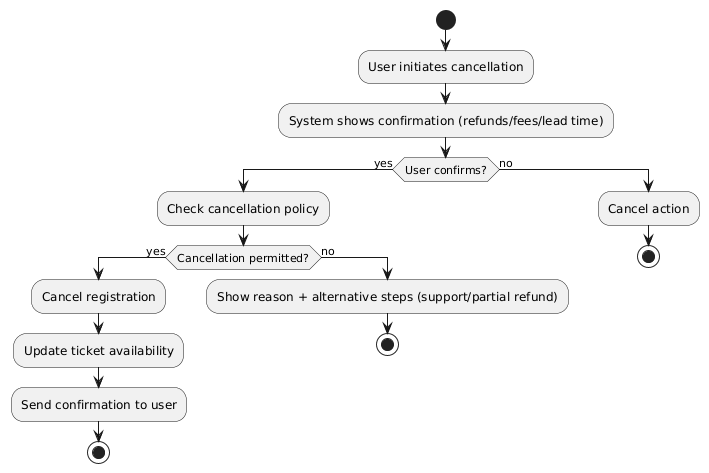 User initiates cancellation
System shows confirmation (refunds/fees/lead time)
yes
User confirms?
no
Check cancellation policy
Cancel action
yes
Cancellation permitted?
no
Cancel registration
Show reason + alternative steps (support/partial refund)
Update ticket availability
Send confirmation to user